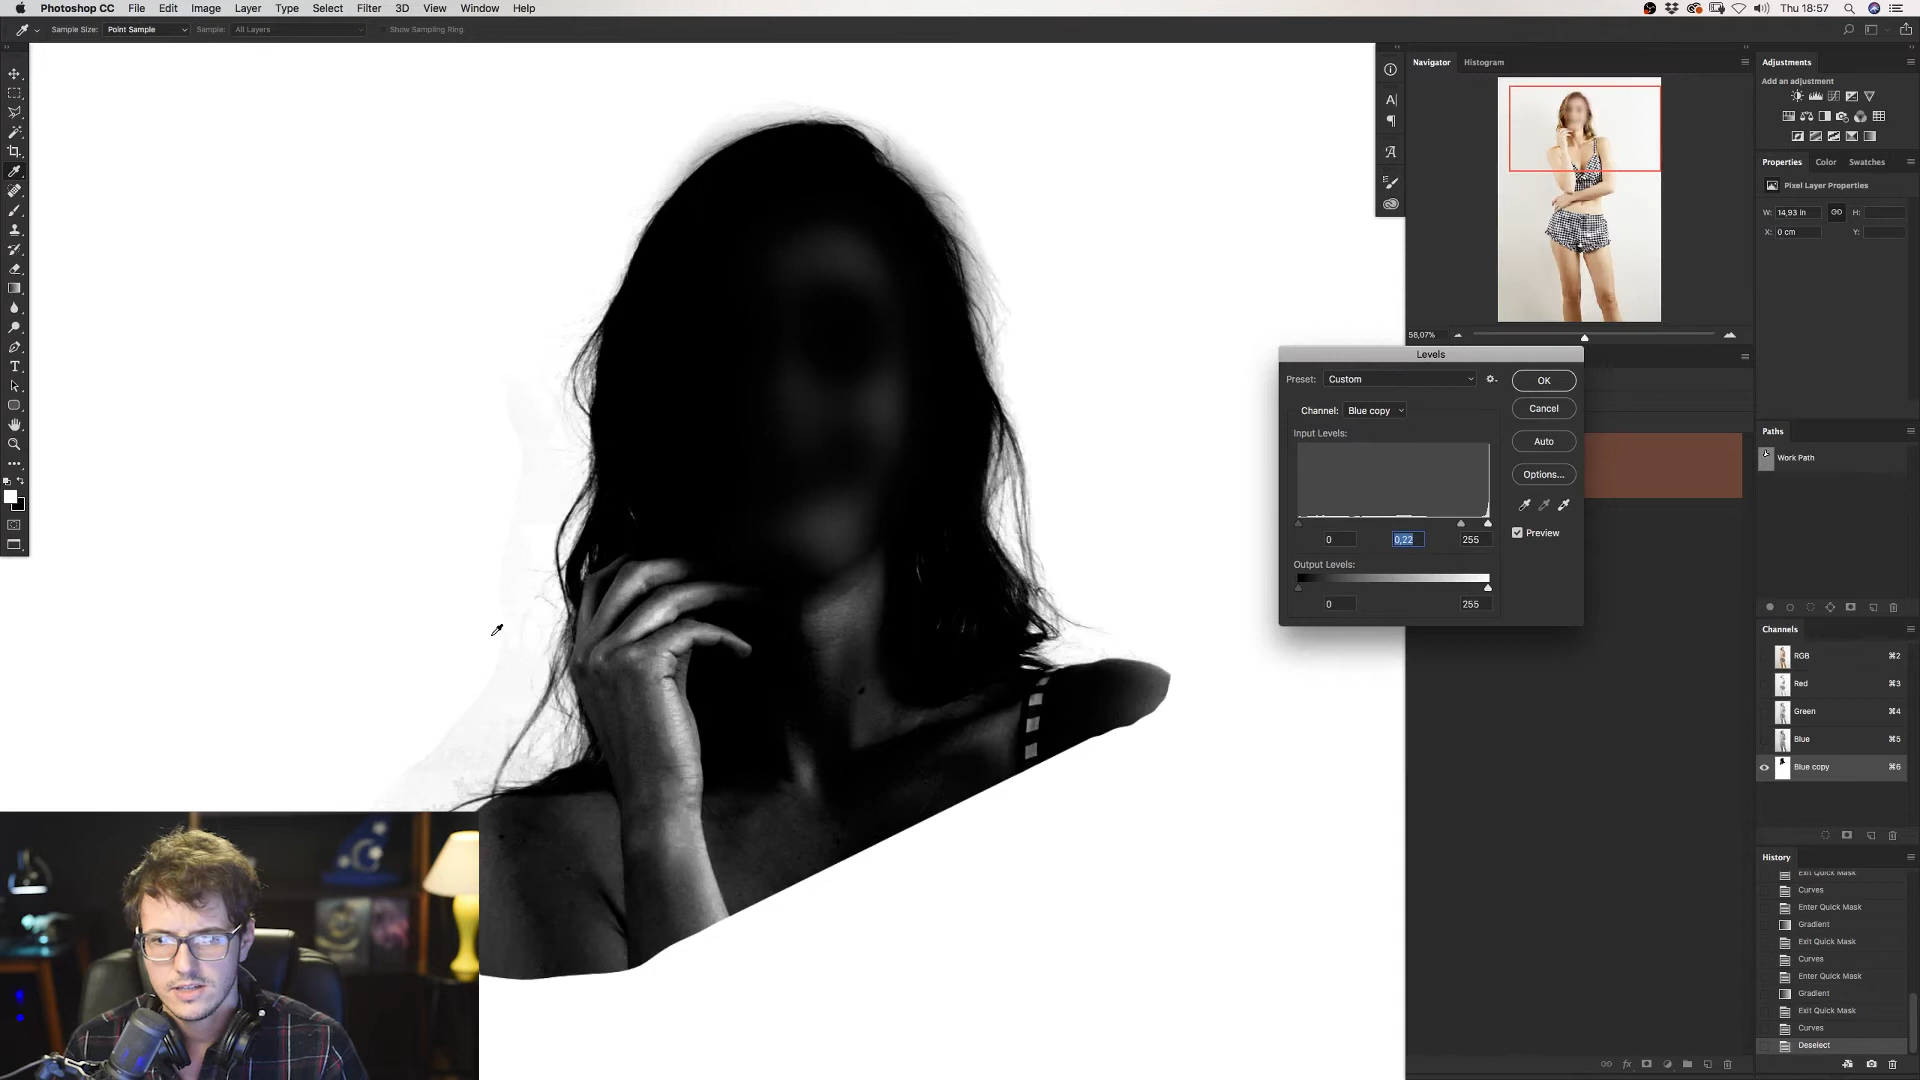 Photoshop CC File Edit Image Layer Type Select Filter 3D View Window Help Thu 18:57
Sample Size: Point Sample Sample: All Layers Show Sampling Ring
Navigator Histogram
58,07%
Adjustments
Add an adjustment
Properties Color Swatches
Pixel Layer Properties
W: 14,93 in H:
X: 0 cm Y:
Levels
Preset: Custom
Channel: Blue copy
Input Levels:
0 0,22 255
Output Levels:
0 255
OK
Cancel
Auto
Options...
Preview
Paths
Work Path
Channels
RGB ⌘2
Red ⌘3
Green ⌘4
Blue ⌘5
Blue copy ⌘6
History
Exit Quick Mask
Curves
Enter Quick Mask
Gradient
Exit Quick Mask
Curves
Enter Quick Mask
Gradient
Exit Quick Mask
Curves
Deselect